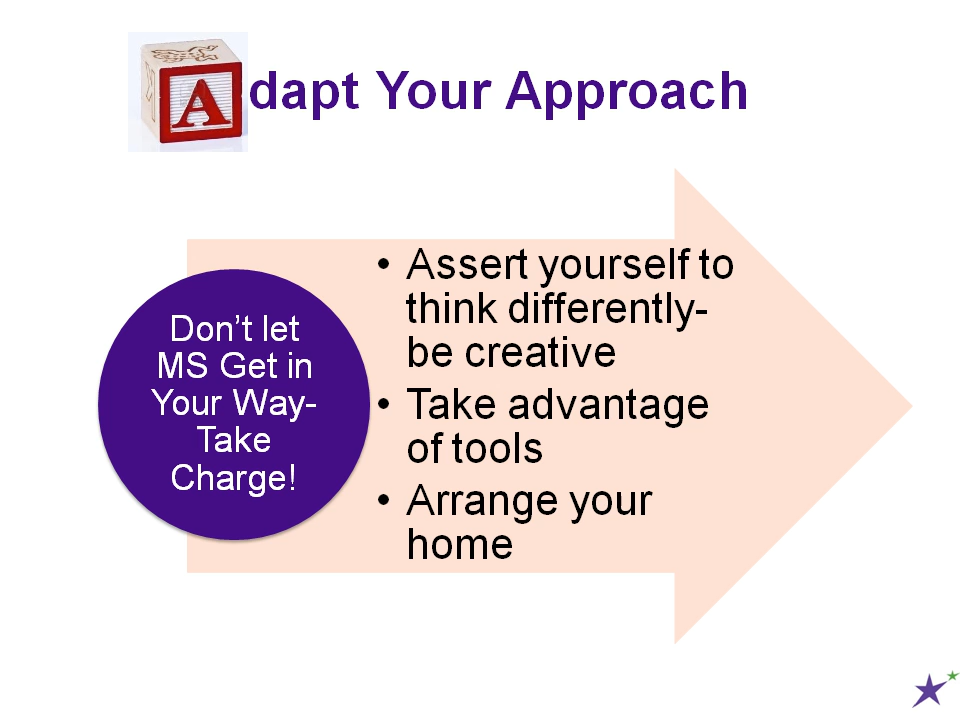 Adapt Your Approach
Don’t let
MS Get in
Your Way-
Take
Charge!
• Assert yourself to
think differently-
be creative
• Take advantage
of tools
• Arrange your
home